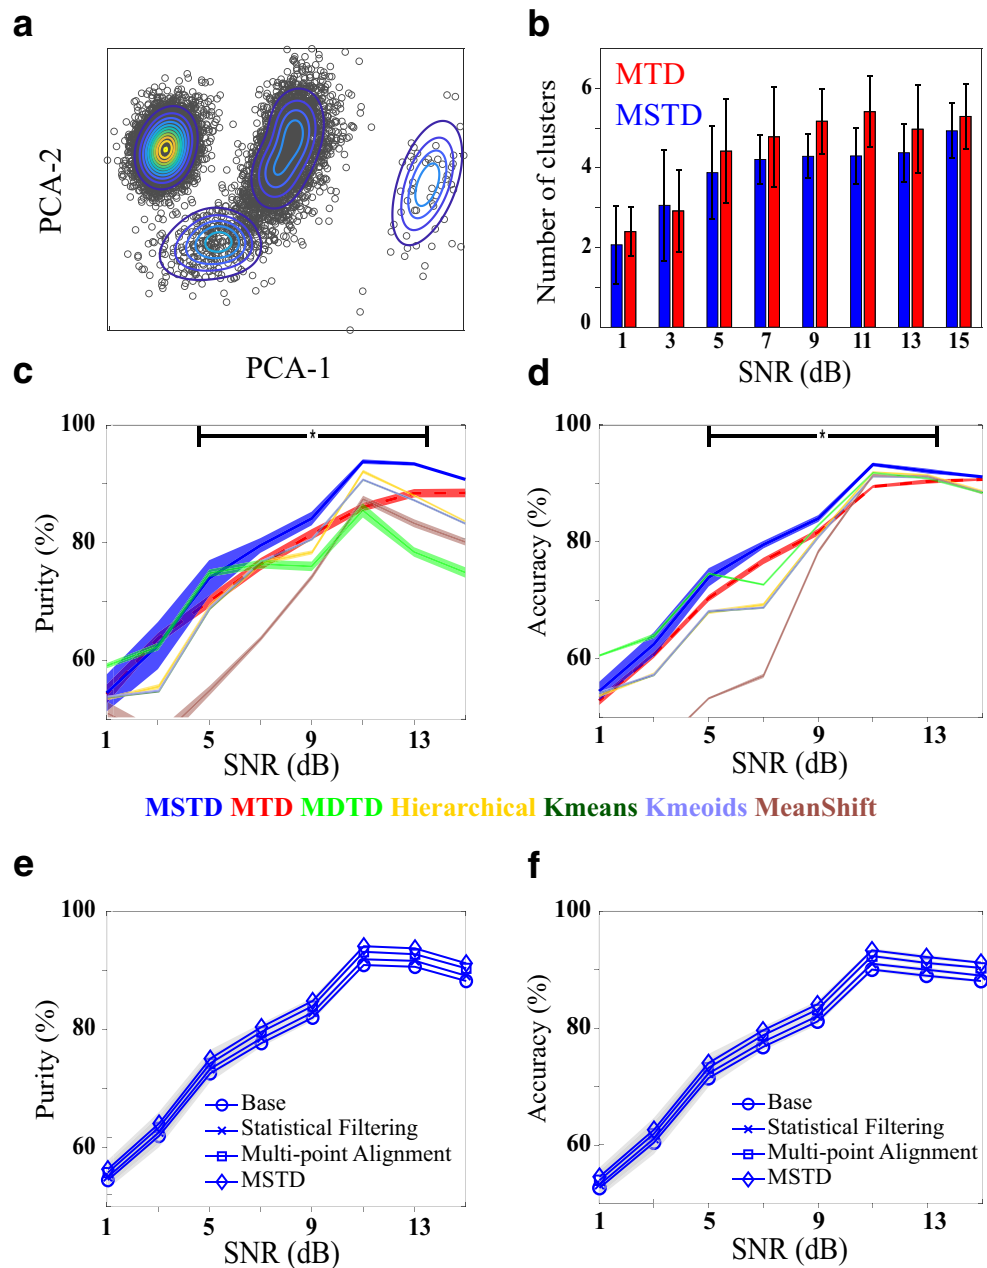 a
PCA-2
PCA-1
b
MTD
MSTD
Number of clusters
6
4
2
0
1 3 5 7 9 11 13 15
SNR (dB)
c
Purity (%)
100
80
60
*
1 5 9 13
SNR (dB)
d
Accuracy (%)
100
80
60
*
1 5 9 13
SNR (dB)
MSTD MTD MDTD Hierarchical Kmeans Kmeoids MeanShift
e
Purity (%)
100
80
60
Base
Statistical Filtering
Multi-point Alignment
MSTD
1 5 9 13
SNR (dB)
f
Accuracy (%)
100
80
60
Base
Statistical Filtering
Multi-point Alignment
MSTD
1 5 9 13
SNR (dB)